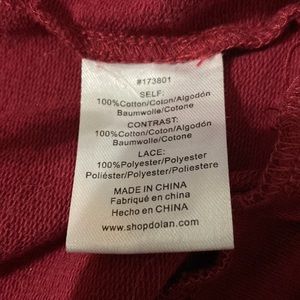 #173801
SELF:
100%Cotton/Coton/Algodón
Baumwolle/Cotone
CONTRAST:
100%Cotton/Coton/Algodón
Baumwolle/Cotone
LACE:
100%Polyester/Polyester
Poliéster/Polyester/Poliestere
MADE IN CHINA
Fabriqué en china
Hecho en CHINA
www.shopdolan.com